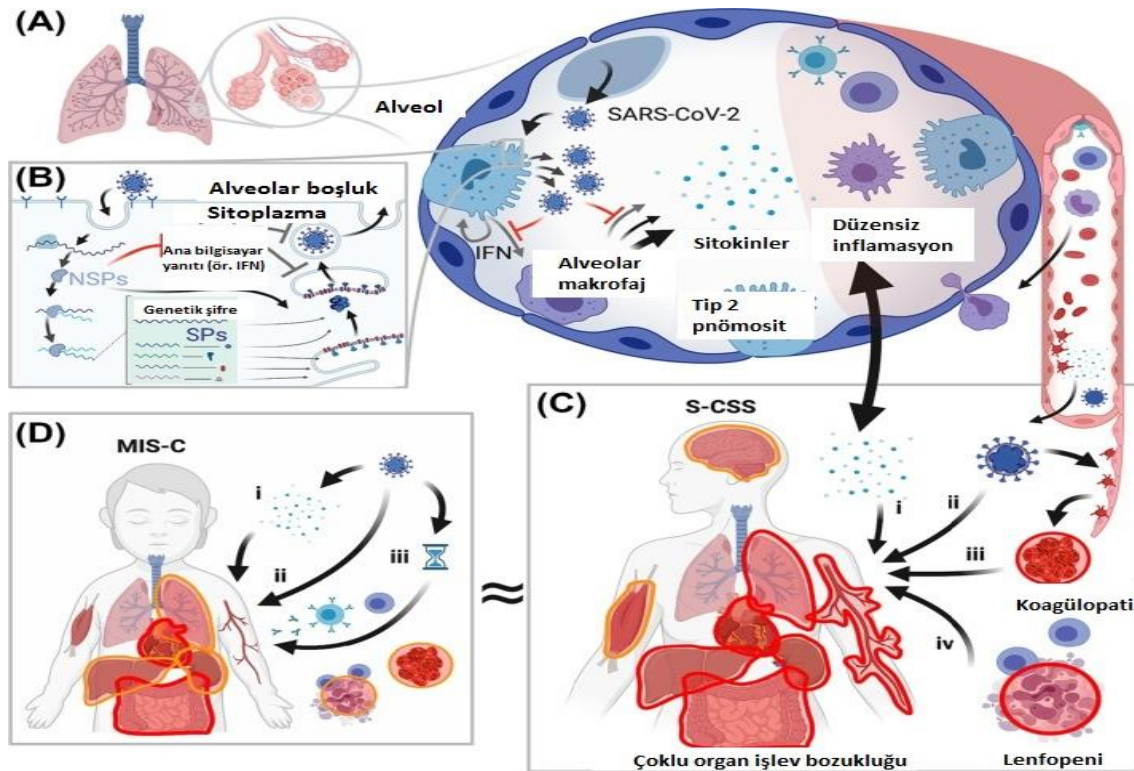 (A)
Alveol
SARS-CoV-2
IFN
Alveolar
makrofaj
Sitokinler
Tip 2
pnömosit
Düzensiz
inflamasyon
(B)
Alveolar boşluk
Sitoplazma
Ana bilgisayar
yanıtı (ör. IFN)
NSPs
Genetik şifre
SPs
(C)
S-CSS
i
ii
iii
iv
Koagülopati
Lenfopeni
Çoklu organ işlev bozukluğu
(D)
MIS-C
i
ii
iii
≈